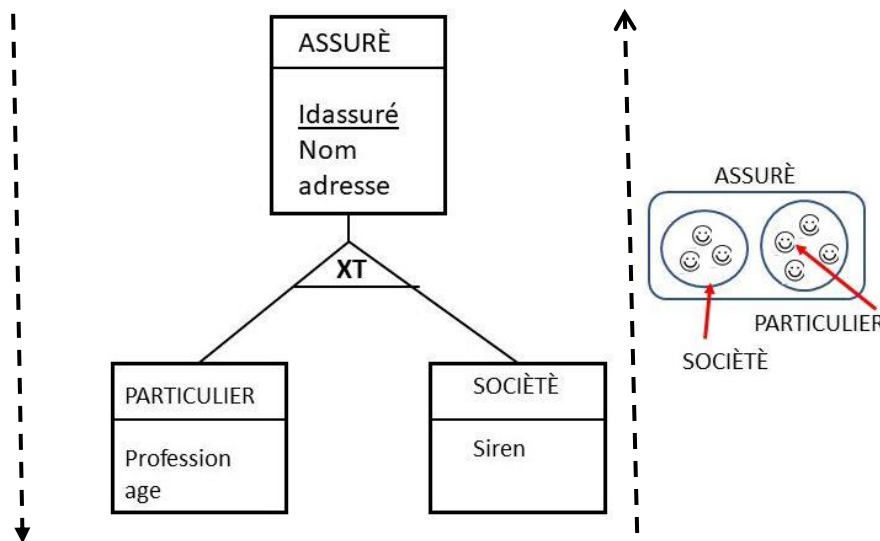 ASSURÈ
Idassuré
Nom
adresse
XT
PARTICULIER
Profession
age
SOCIÈTÈ
Siren
ASSURÈ
PARTICULIER
SOCIÈTÈ